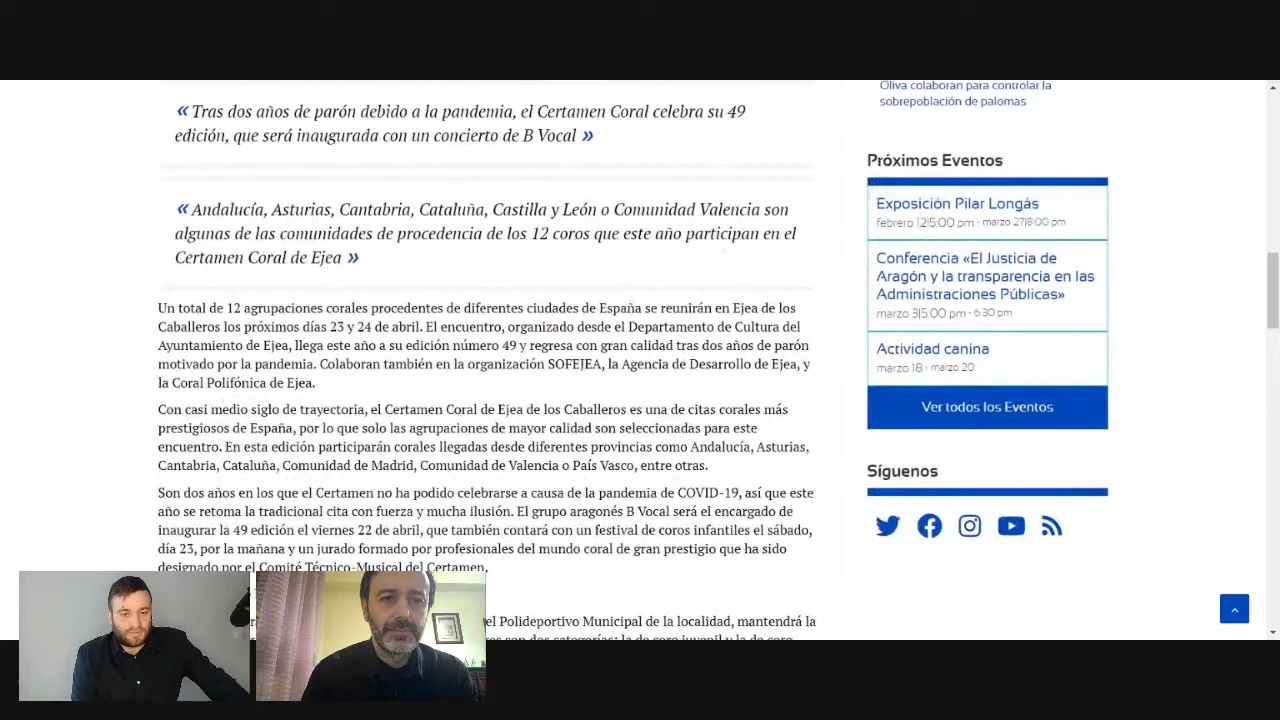 « Tras dos años de parón debido a la pandemia, el Certamen Coral celebra su 49
edición, que será inaugurada con un concierto de B Vocal »
« Andalucía, Asturias, Cantabria, Cataluña, Castilla y León o Comunidad Valencia son
algunas de las comunidades de procedencia de los 12 coros que este año participan en el
Certamen Coral de Ejea »
Un total de 12 agrupaciones corales procedentes de diferentes ciudades de España se reunirán en Ejea de los
Caballeros los próximos días 23 y 24 de abril. El encuentro, organizado desde el Departamento de Cultura del
Ayuntamiento de Ejea, llega este año a su edición número 49 y regresa con gran calidad tras dos años de parón
motivado por la pandemia. Colaboran también en la organización SOFEJEA, la Agencia de Desarrollo de Ejea, y
la Coral Polifónica de Ejea.
Con casi medio siglo de trayectoria, el Certamen Coral de Ejea de los Caballeros es una de citas corales más
prestigiosos de España, por lo que solo las agrupaciones de mayor calidad son seleccionadas para este
encuentro. En esta edición participarán corales llegadas desde diferentes provincias como Andalucía, Asturias,
Cantabria, Cataluña, Comunidad de Madrid, Comunidad de Valencia o País Vasco, entre otras.
Son dos años en los que el Certamen no ha podido celebrarse a causa de la pandemia de COVID-19, así que este
año se retoma la tradicional cita con fuerza y mucha ilusión. El grupo aragonés B Vocal será el encargado de
inaugurar la 49 edición el viernes 22 de abril, que también contará con un festival de coros infantiles el sábado,
día 23, por la mañana y un jurado formado por profesionales del mundo coral de gran prestigio que ha sido
designado por el Comité Técnico-Musical del Certamen.
el Polideportivo Municipal de la localidad, mantendrá la
con dos categorías: la de coro juvenil y la de coro
Oliva colaboran para controlar la
sobrepoblación de palomas
Próximos Eventos
Exposición Pilar Longás
febrero 12|5:00 pm - marzo 27|8:00 pm
Conferencia «El Justicia de
Aragón y la transparencia en las
Administraciones Públicas»
marzo 3|5:00 pm - 6:30 pm
Actividad canina
marzo 18 - marzo 20
Ver todos los Eventos
Síguenos